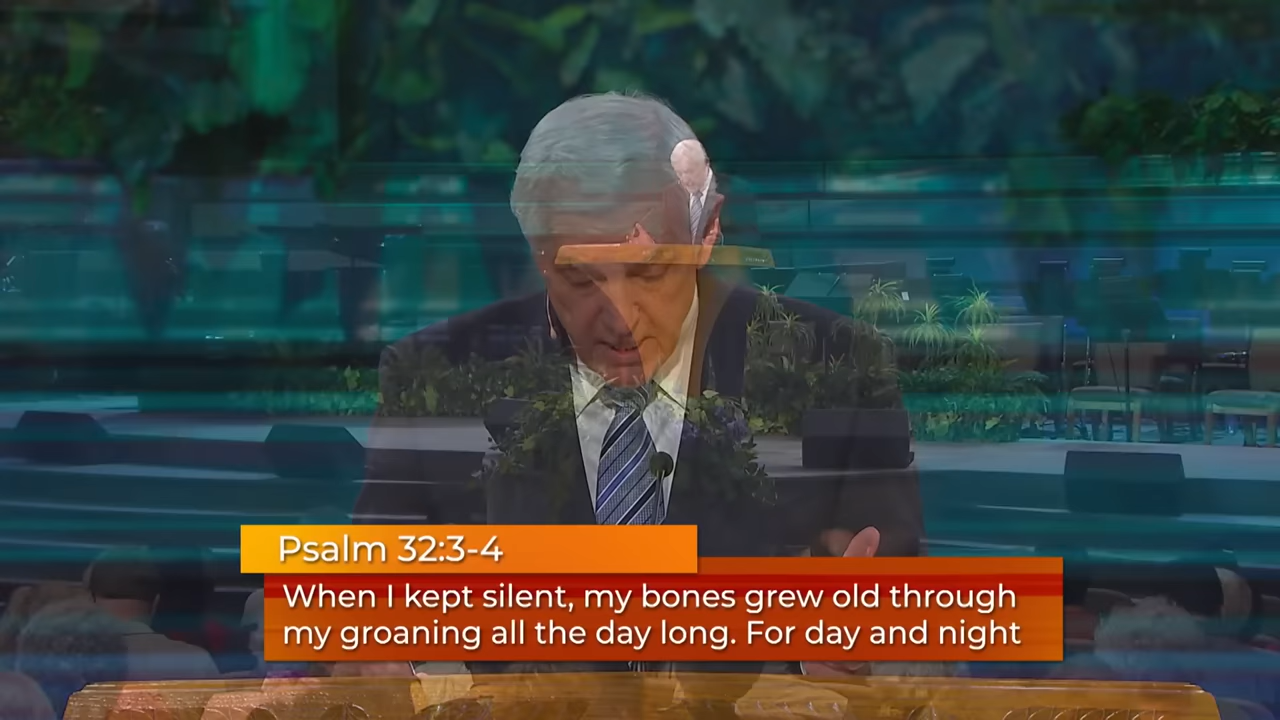 Psalm 32:3-4
When I kept silent, my bones grew old through
my groaning all the day long. For day and night